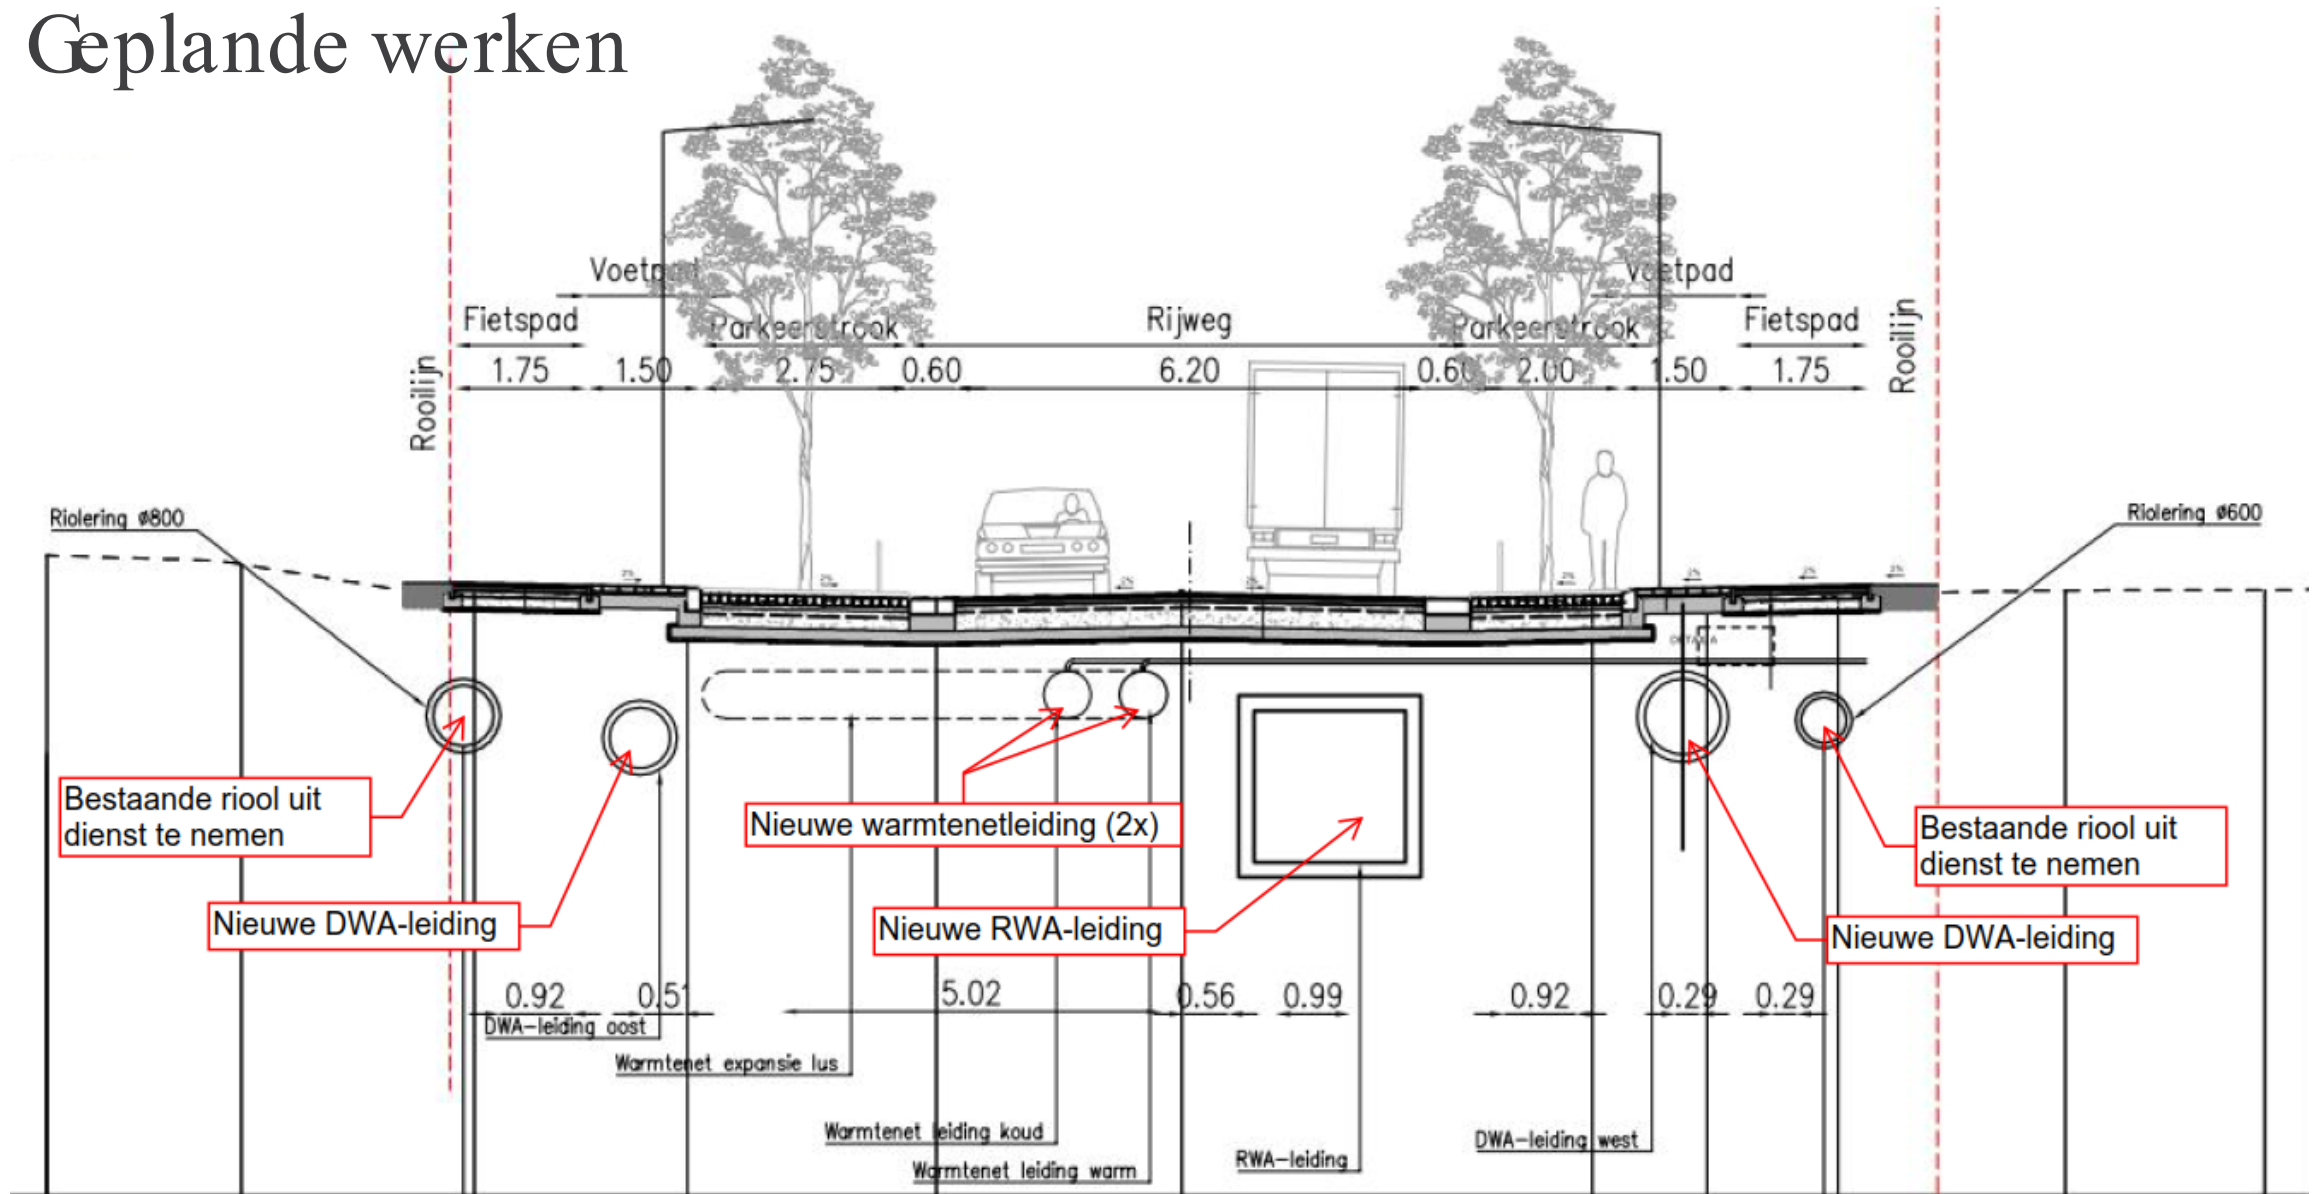 Geplande werken
Voetpad
Voetpad
Fietspad
Parkeerstrook
Rijweg
Parkeerstrook
Fietspad
Rooilijn
Rooilijn
1.75
1.50
2.75
0.60
6.20
0.60
2.00
1.50
1.75
Riolering ø800
Riolering ø600
Bestaande riool uit
dienst te nemen
Nieuwe warmtenetleiding (2x)
Bestaande riool uit
dienst te nemen
Nieuwe DWA-leiding
Nieuwe RWA-leiding
Nieuwe DWA-leiding
0.92
0.51
5.02
0.56
0.99
0.92
0.29
0.29
DWA-leiding oost
Warmtenet expansie lus
Warmtenet leiding koud
Warmtenet leiding warm
RWA-leiding
DWA-leiding west